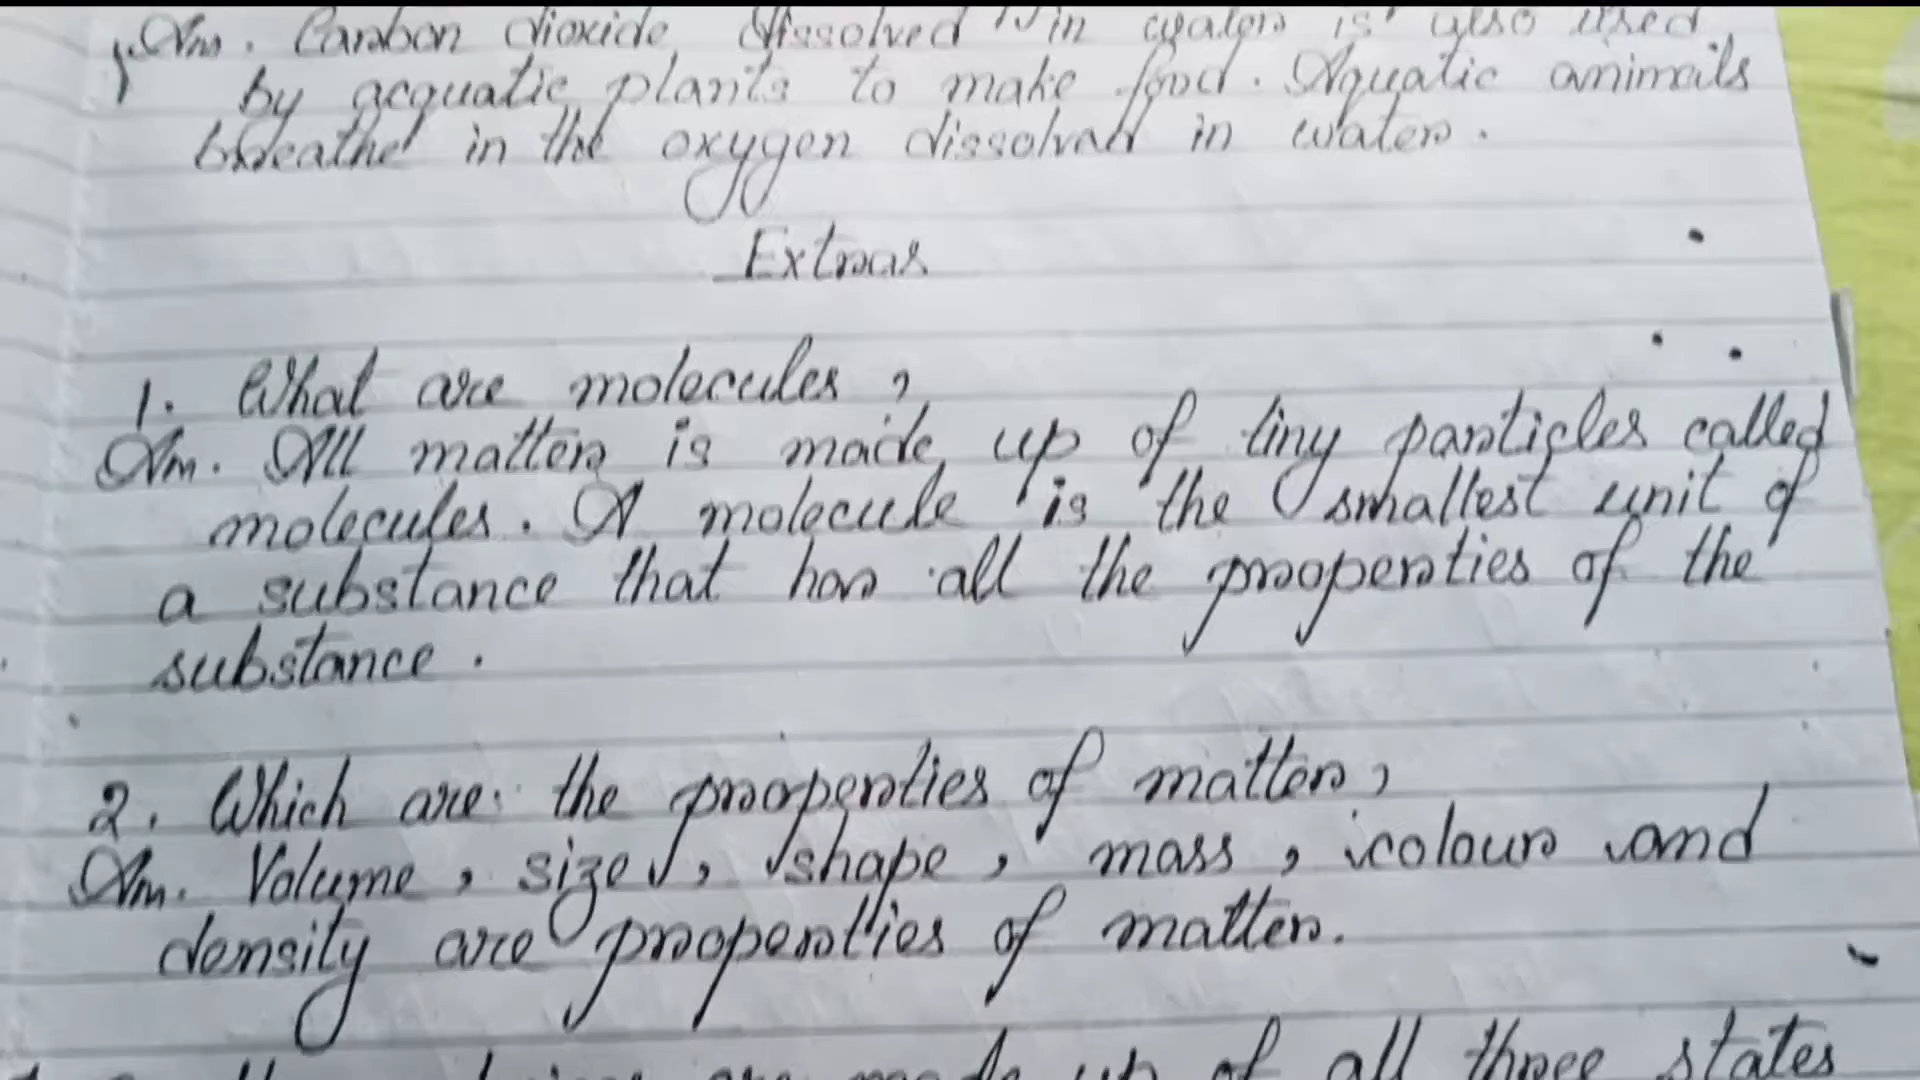 Ans. Carbon dioxide dissolved in water is also used
by acquatic plants to make food. Aquatic animals
breathe in the oxygen dissolved in water.
Extras
1. What are molecules?
Ans. All matter is made up of tiny particles called
molecules. A molecule is the smallest unit of
a substance that has all the properties of the
substance.
2. Which are the properties of matter?
Ans. Volume, size, shape, mass, colour and
density are properties of matter.
are made up of all three states